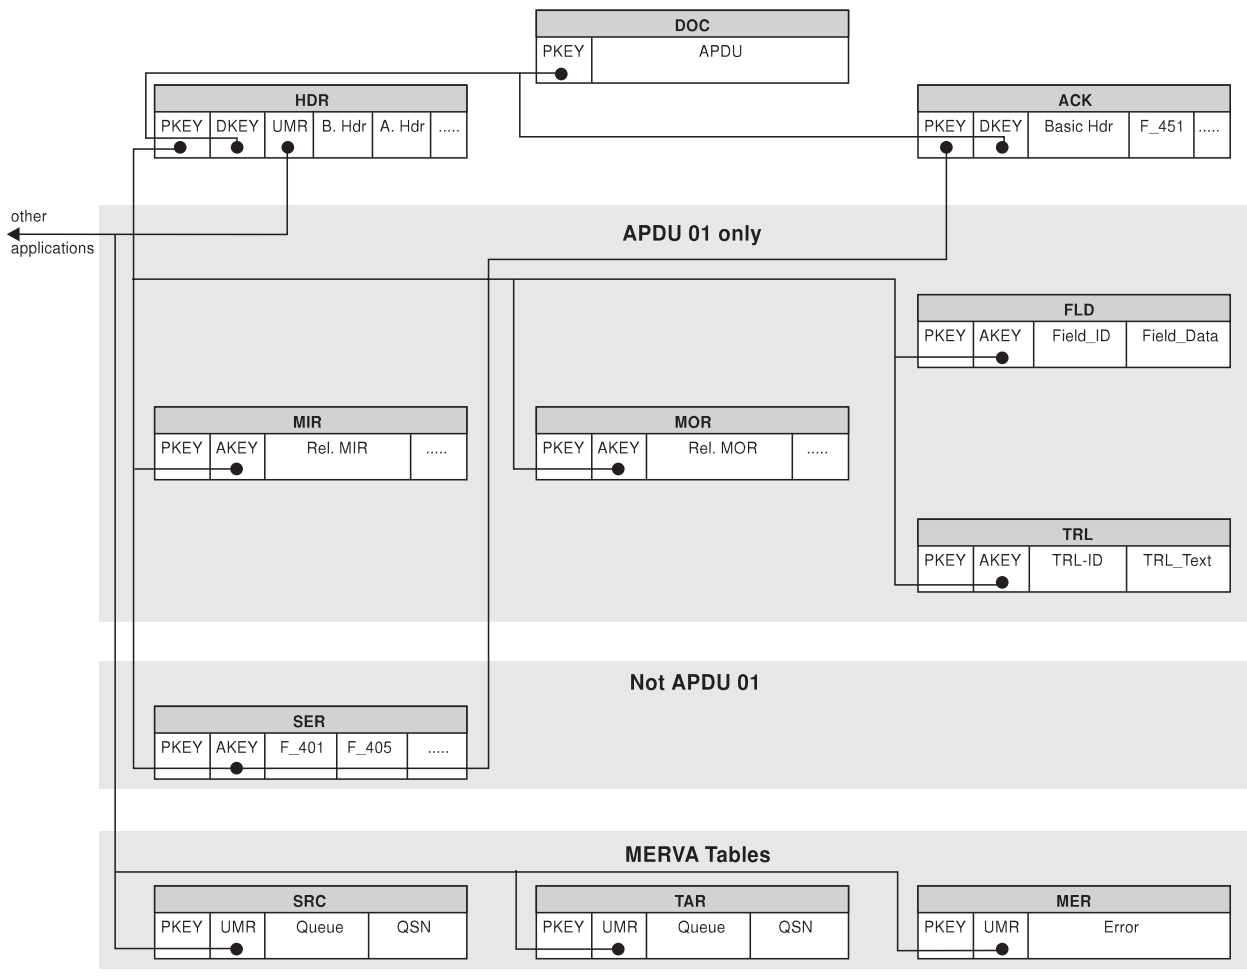 DOC
PKEY APDU
HDR
PKEY DKEY UMR B. Hdr A. Hdr .....
ACK
PKEY DKEY Basic Hdr F_451 .....
other
applications
APDU 01 only
FLD
PKEY AKEY Field_ID Field_Data
MIR
PKEY AKEY Rel. MIR .....
MOR
PKEY AKEY Rel. MOR .....
TRL
PKEY AKEY TRL-ID TRL_Text
Not APDU 01
SER
PKEY AKEY F_401 F_405 .....
MERVA Tables
SRC
PKEY UMR Queue QSN
TAR
PKEY UMR Queue QSN
MER
PKEY UMR Error